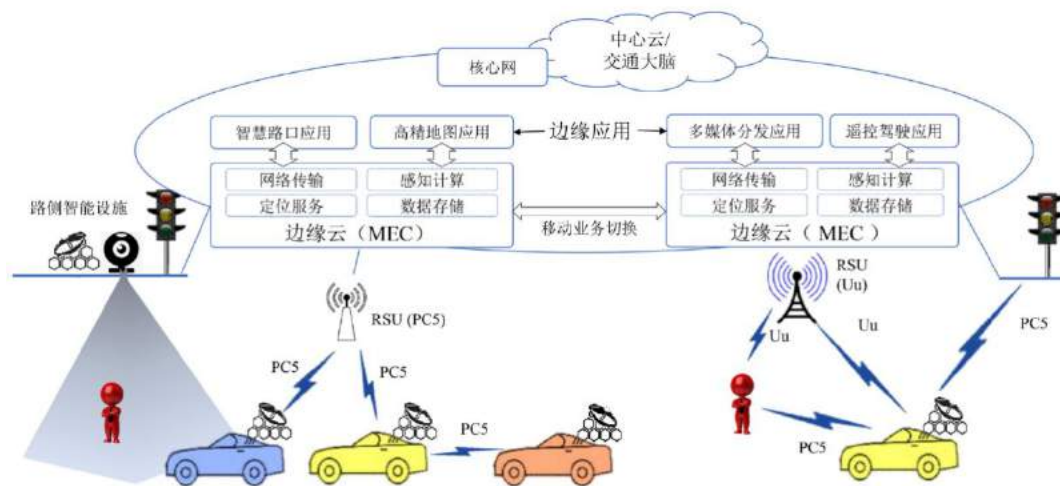 中心云/
交通大脑
核心网
智慧路口应用
高精地图应用
边缘应用
多媒体分发应用
遥控驾驶应用
网络传输
感知计算
定位服务
数据存储
边缘云（MEC）
移动业务切换
网络传输
感知计算
定位服务
数据存储
边缘云（MEC）
路侧智能设施
RSU (PC5)
RSU
(Uu)
Uu
Uu
PC5
PC5
PC5
PC5
PC5